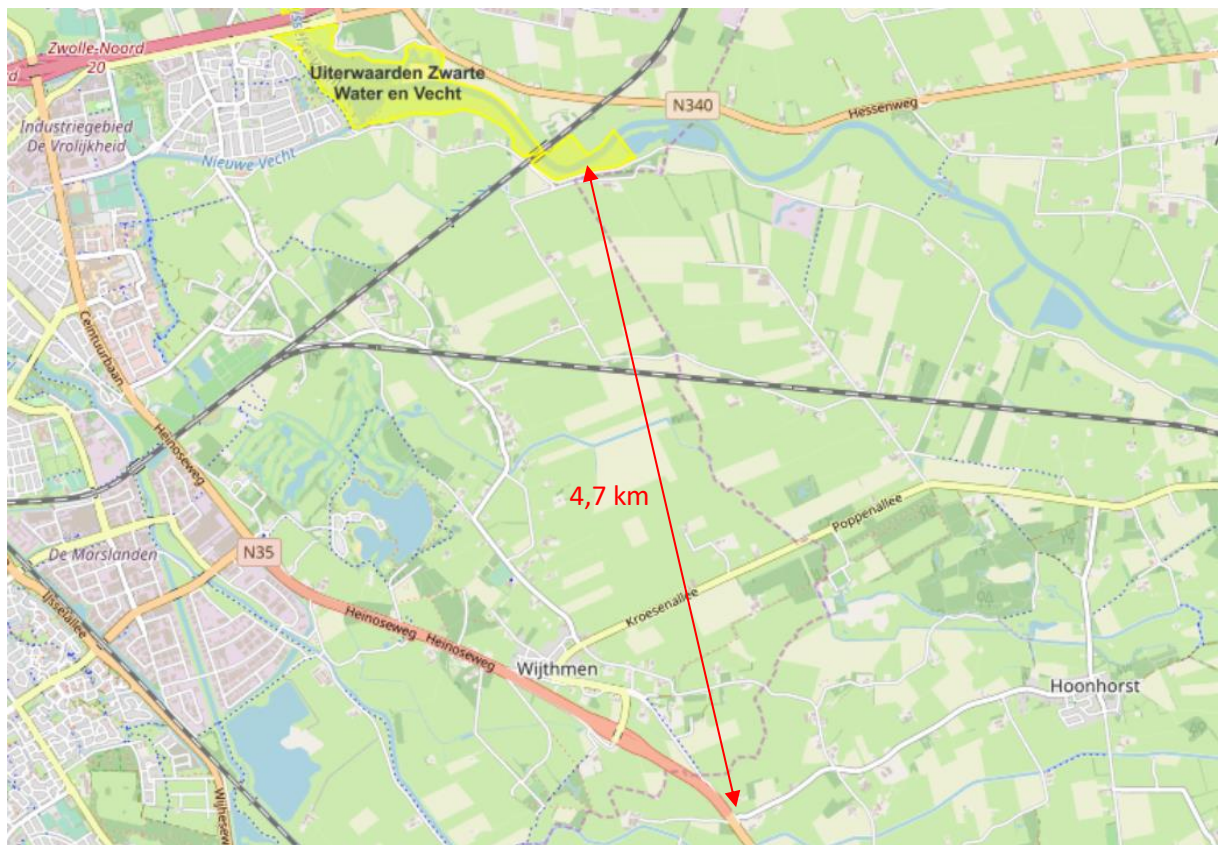 Zwolle-Noord
20
Uiterwaarden Zwarte
Water en Vecht
N340
Hessenweg
Industriegebied
De Vrolijkheid
Nieuwe Vecht
Ceintuurbaan
Heinoseweg
4,7 km
Poppenallee
De Marslanden
N35
IJsselallee
Heinoseweg
Heinoseweg
Kroesenallee
Wijthmen
Hoonhorst